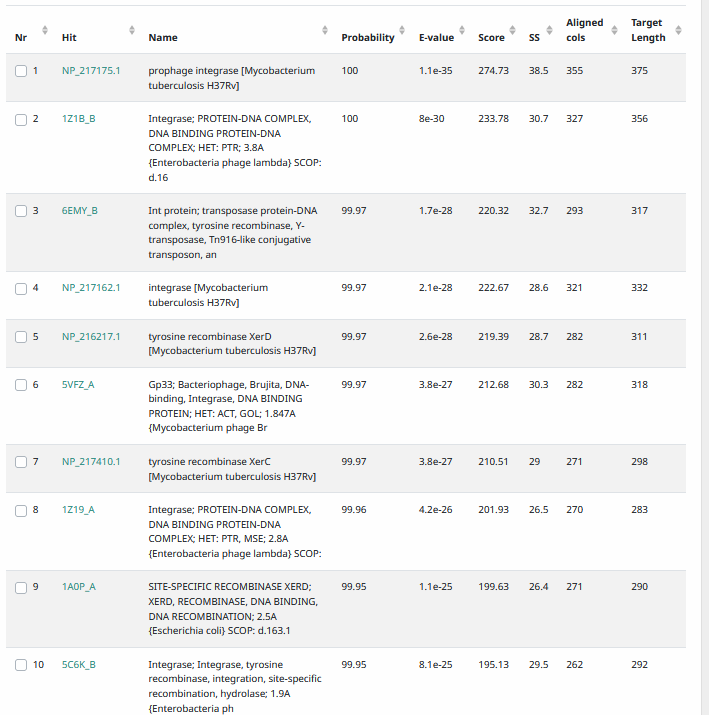 Nr Hit Name Probability E-value Score SS Aligned cols Target Length
1 NP_217175.1 prophage integrase [Mycobacterium 100 1.1e-35 274.73 38.5 355 375
tuberculosis H37Rv]
2 1Z1B_B Integrase; PROTEIN-DNA COMPLEX, 100 8e-30 233.78 30.7 327 356
DNA BINDING PROTEIN-DNA
COMPLEX; HET: PTR; 3.8A
{Enterobacteria phage lambda} SCOP:
d.16
3 6EMY_B Int protein; transposase protein-DNA 99.97 1.7e-28 220.32 32.7 293 317
complex, tyrosine recombinase, Y-
transposase, Tn916-like conjugative
transposon, an
4 NP_217162.1 integrase [Mycobacterium 99.97 2.1e-28 222.67 28.6 321 332
tuberculosis H37Rv]
5 NP_216217.1 tyrosine recombinase XerD 99.97 2.6e-28 219.39 28.7 282 311
[Mycobacterium tuberculosis H37Rv]
6 5VFZ_A Gp33; Bacteriophage, Brujita, DNA- 99.97 3.8e-27 212.68 30.3 282 318
binding, Integrase, DNA BINDING
PROTEIN; HET: ACT, GOL; 1.847A
{Mycobacterium phage Br
7 NP_217410.1 tyrosine recombinase XerC 99.97 3.8e-27 210.51 29 271 298
[Mycobacterium tuberculosis H37Rv]
8 1Z19_A Integrase; PROTEIN-DNA COMPLEX, 99.96 4.2e-26 201.93 26.5 270 283
DNA BINDING PROTEIN-DNA
COMPLEX; HET: PTR, MSE; 2.8A
{Enterobacteria phage lambda} SCOP:
9 1A0P_A SITE-SPECIFIC RECOMBINASE XERD; 99.95 1.1e-25 199.63 26.4 271 290
XERD, RECOMBINASE, DNA BINDING,
DNA RECOMBINATION; 2.5A
{Escherichia coli} SCOP: d.163.1
10 5C6K_B Integrase; Integrase, tyrosine 99.95 8.1e-25 195.13 29.5 262 292
recombinase, integration, site-specific
recombination, hydrolase; 1.9A
{Enterobacteria ph